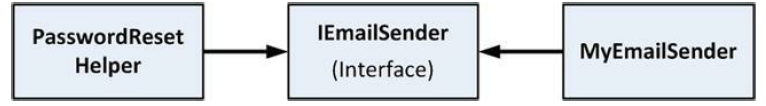 PasswordReset
Helper
IEmailSender
(Interface)
MyEmailSender